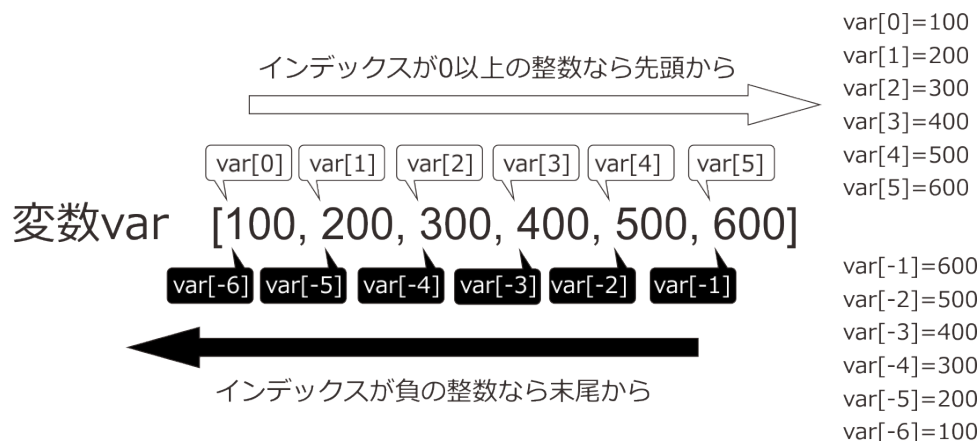 インデックスが0以上の整数なら先頭から
var[0] var[1] var[2] var[3] var[4] var[5]
変数var [100, 200, 300, 400, 500, 600]
var[-6] var[-5] var[-4] var[-3] var[-2] var[-1]
インデックスが負の整数なら末尾から
var[0]=100
var[1]=200
var[2]=300
var[3]=400
var[4]=500
var[5]=600
var[-1]=600
var[-2]=500
var[-3]=400
var[-4]=300
var[-5]=200
var[-6]=100